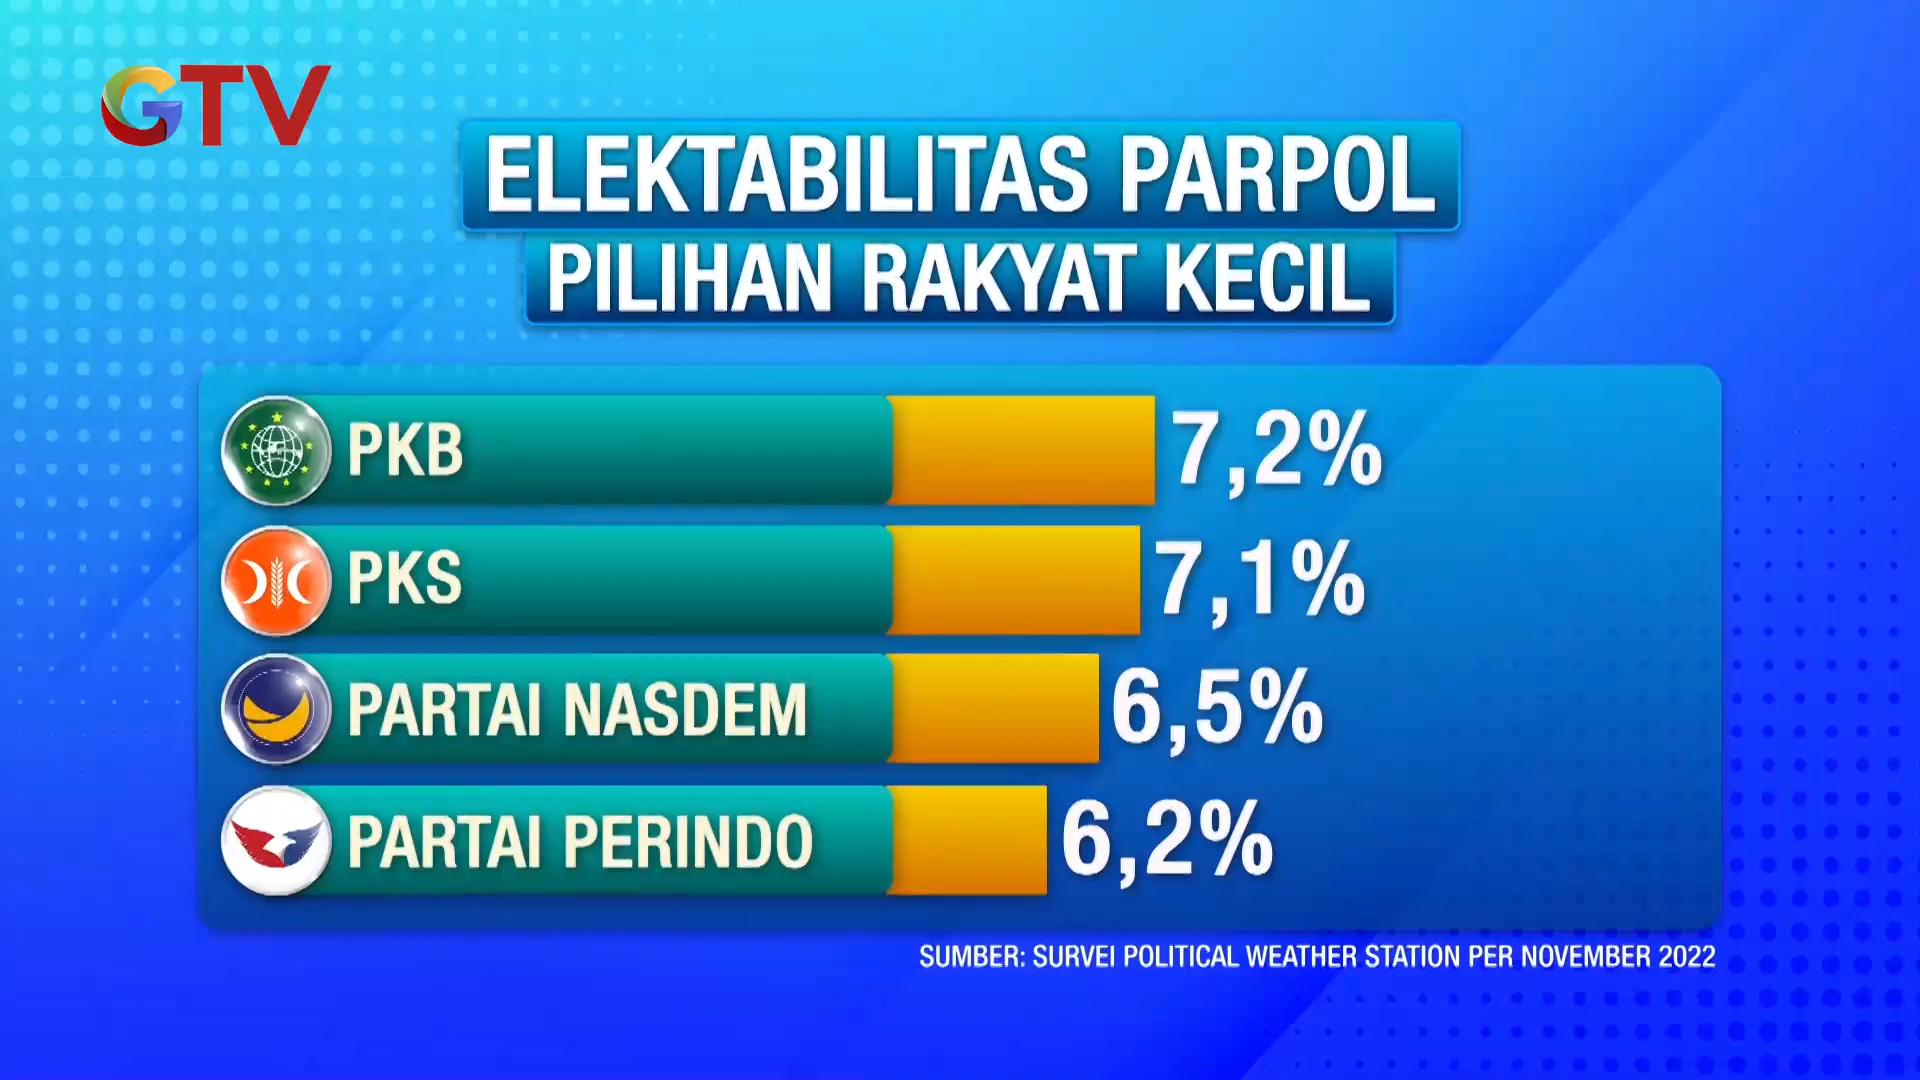 GTV
ELEKTABILITAS PARPOL
PILIHAN RAKYAT KECIL
PKB 7,2%
PKS 7,1%
PARTAI NASDEM 6,5%
PARTAI PERINDO 6,2%
SUMBER: SURVEI POLITICAL WEATHER STATION PER NOVEMBER 2022